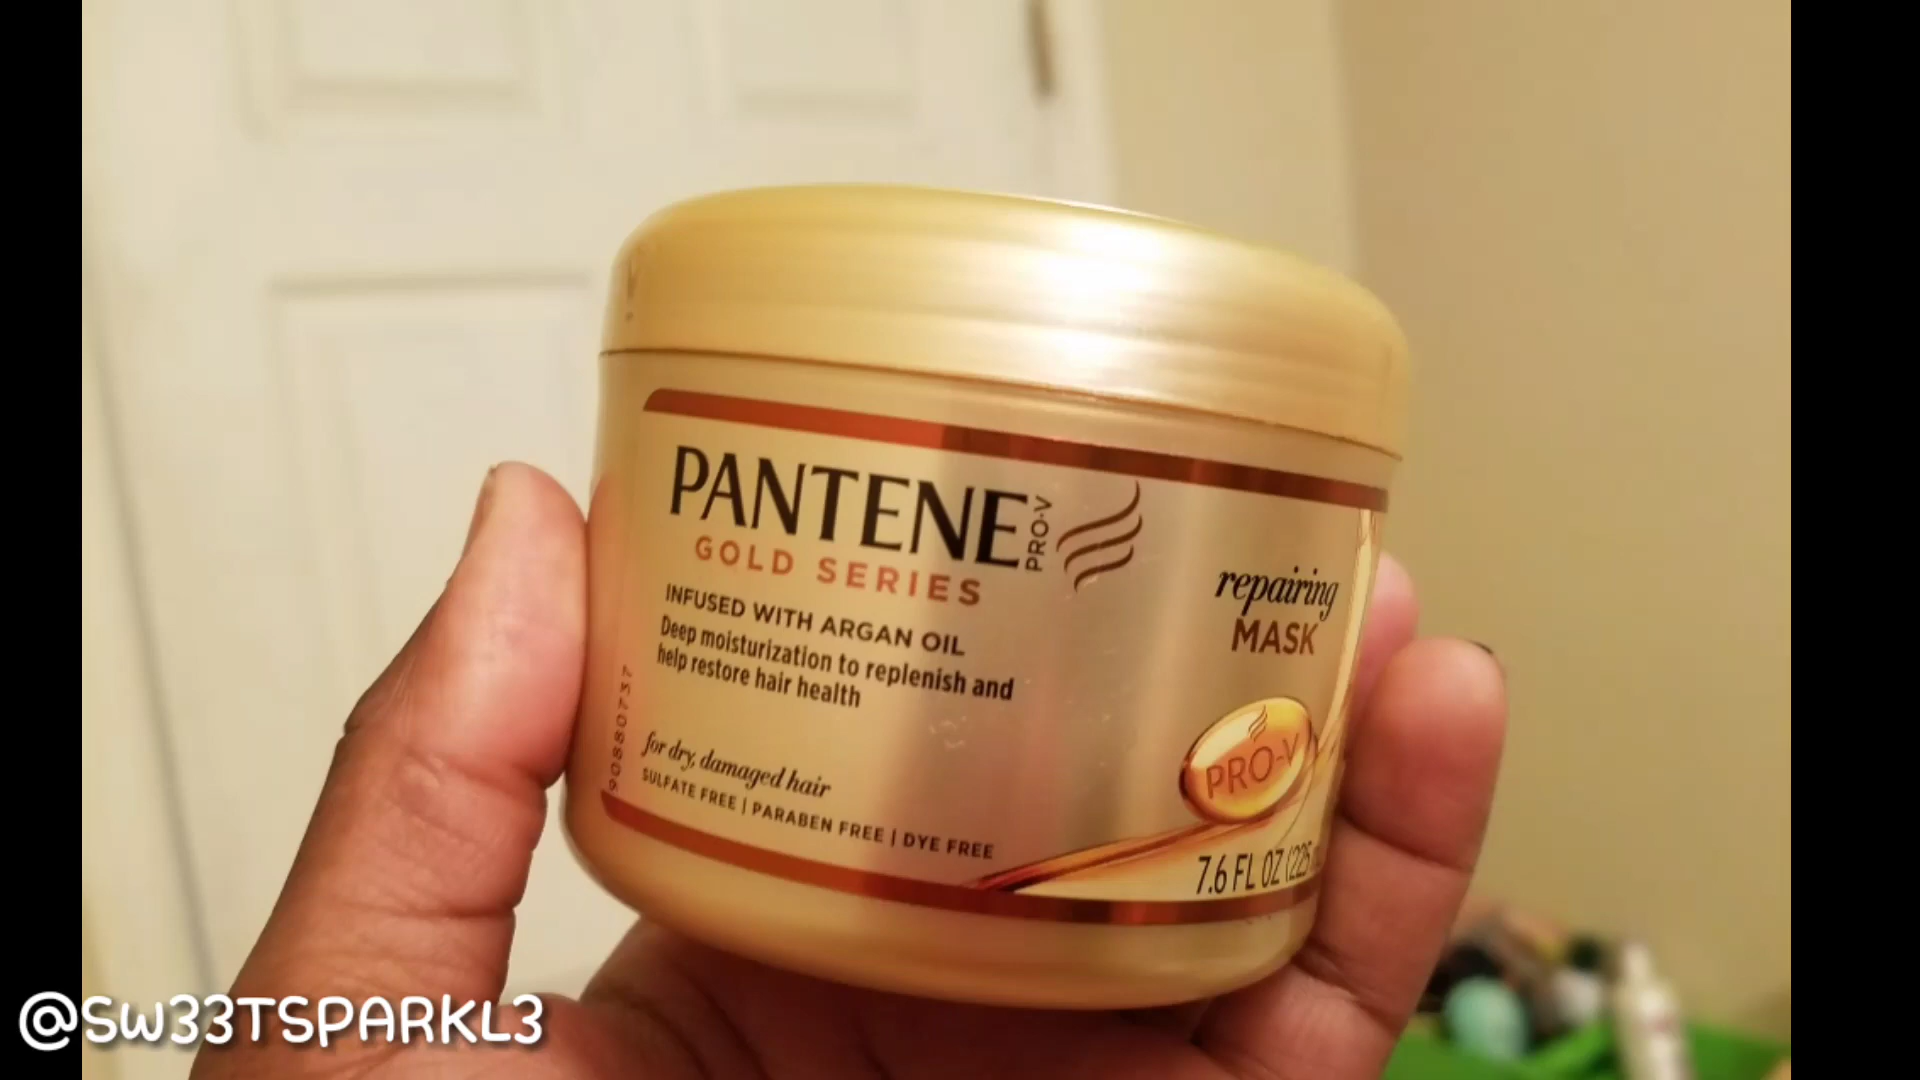 PANTENE
PRO-V
GOLD SERIES
INFUSED WITH ARGAN OIL
Deep moisturization to replenish and
help restore hair health
repairing
MASK
for dry, damaged hair
SULFATE FREE | PARABEN FREE | DYE FREE
90880737
PRO-V
7.6 FL OZ (225
@SW33TSPARKL3